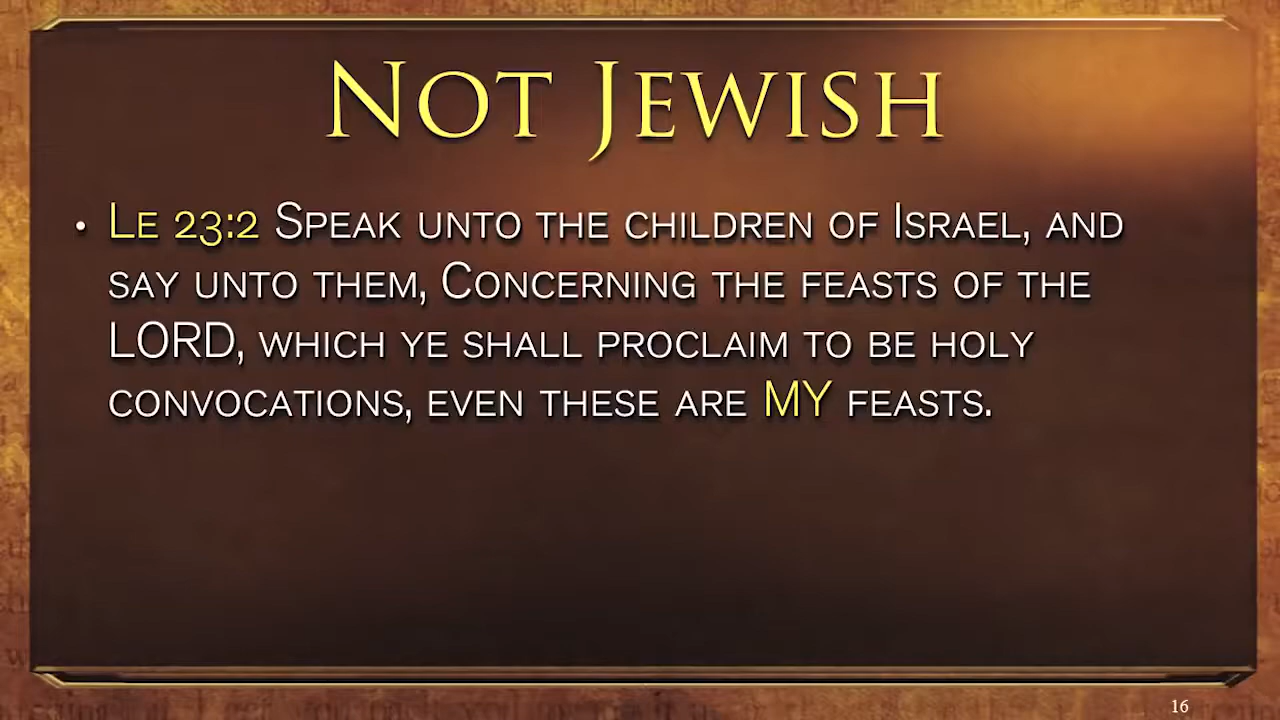 Not Jewish
• Le 23:2 Speak unto the children of Israel, and
say unto them, Concerning the feasts of the
LORD, which ye shall proclaim to be holy
convocations, even these are MY feasts.
16